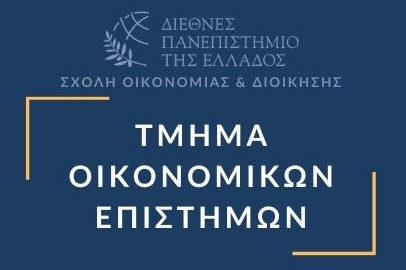 ΔΙΕΘΝΕΣ
ΠΑΝΕΠΙΣΤΗΜΙΟ
ΤΗΣ ΕΛΛΑΔΟΣ
ΣΧΟΛΗ ΟΙΚΟΝΟΜΙΑΣ & ΔΙΟΙΚΗΣΗΣ
ΤΜΗΜΑ
ΟΙΚΟΝΟΜΙΚΩΝ
ΕΠΙΣΤΗΜΩΝ